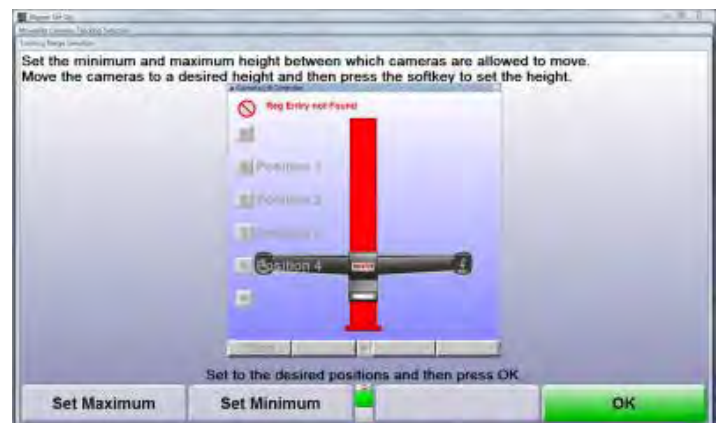 Set the minimum and maximum height between which cameras are allowed to move.
Move the cameras to a desired height and then press the softkey to set the height.
Reg Entry not Found
Position 1
Position 2
Position 4
Set to the desired positions and then press OK
Set Maximum
Set Minimum
OK